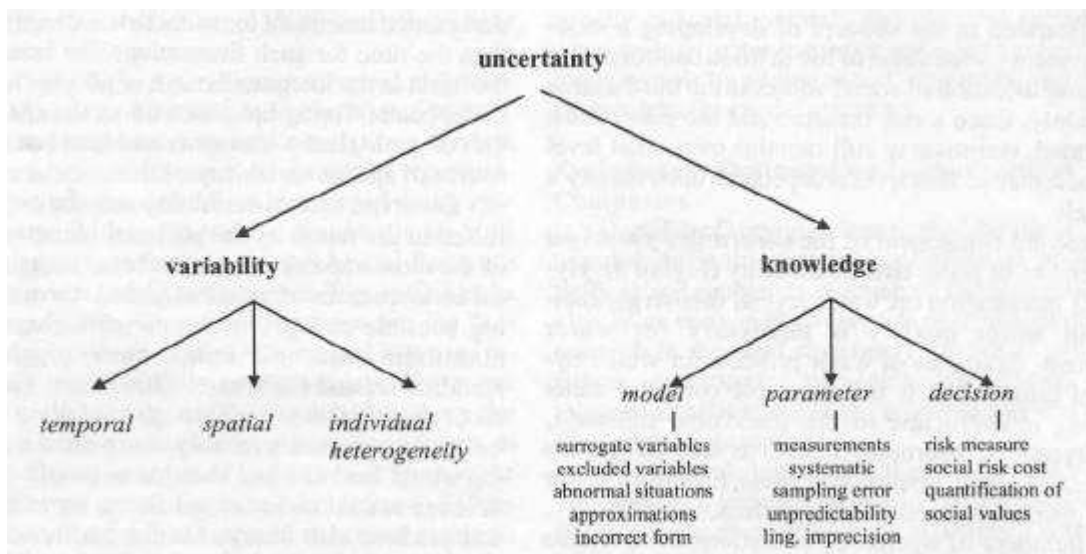 uncertainty
variability
knowledge
temporal
spatial
individual
heterogeneity
model
surrogate variables
excluded variables
abnormal situations
approximations
incorrect form
parameter
measurements
systematic
sampling error
unpredictability
ling, imprecision
decision
risk measure
social risk cost
quantification of
social values